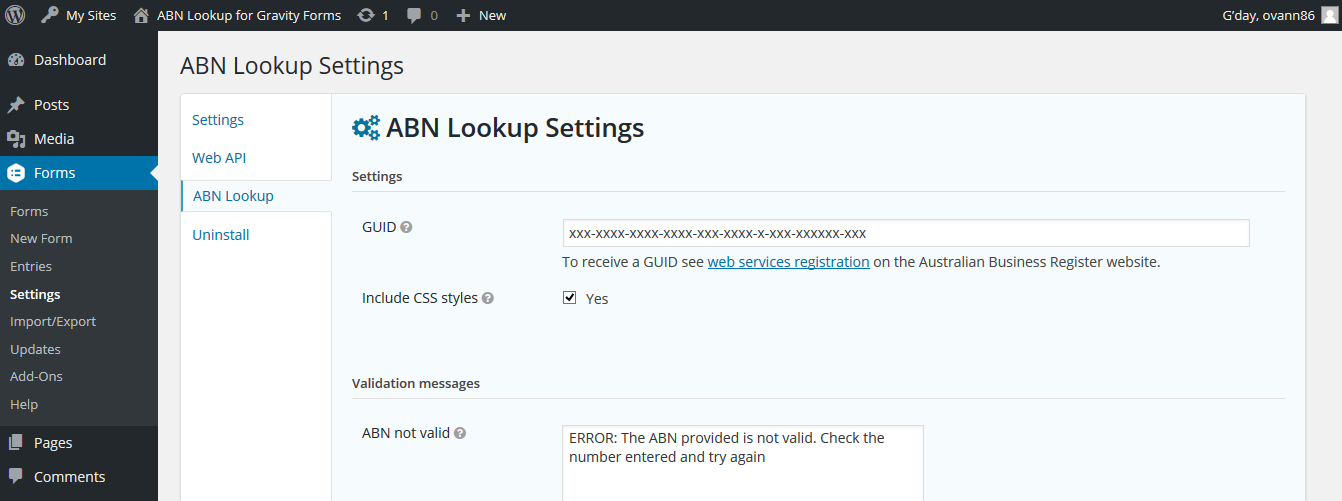 My Sites
ABN Lookup for Gravity Forms
1
0
New
G'day, ovann86
Dashboard
Posts
Media
Forms
Forms
New Form
Entries
Settings
Import/Export
Updates
Add-Ons
Help
Pages
Comments
ABN Lookup Settings
Settings
Web API
ABN Lookup
Uninstall
ABN Lookup Settings
Settings
GUID ?
xxx-xxxx-xxxx-xxxx-xxx-xxxx-x-xxx-xxxxxx-xxx
To receive a GUID see web services registration on the Australian Business Register website.
Include CSS styles ?
Yes
Validation messages
ABN not valid ?
ERROR: The ABN provided is not valid. Check the
number entered and try again